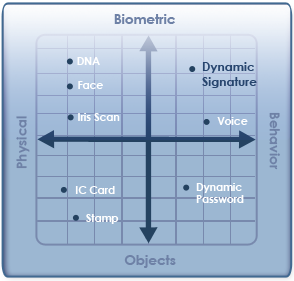 Biometric
DNA
Dynamic
Signature
Face
Iris Scan
Voice
Physical
Behavior
IC Card
Dynamic
Password
Stamp
Objects